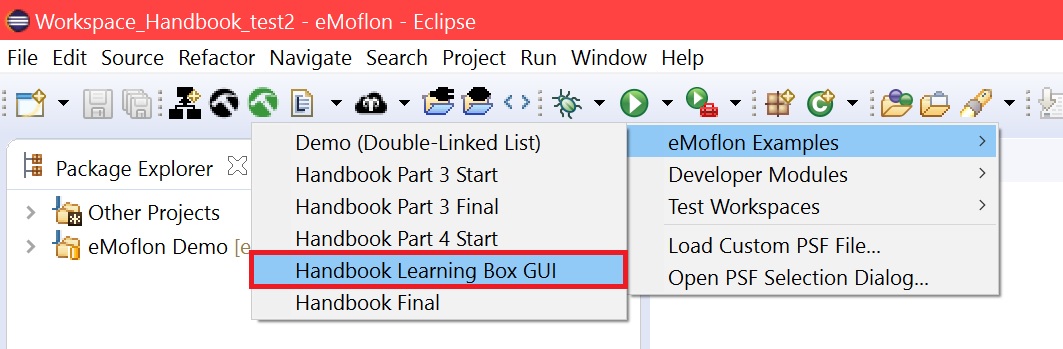 Workspace_Handbook_test2 - eMoflon - Eclipse
File Edit Source Refactor Navigate Search Project Run Window Help
Package Explorer
Other Projects
eMoflon Demo [e
Demo (Double-Linked List)
Handbook Part 3 Start
Handbook Part 3 Final
Handbook Part 4 Start
Handbook Learning Box GUI
Handbook Final
eMoflon Examples
Developer Modules
Test Workspaces
Load Custom PSF File...
Open PSF Selection Dialog...